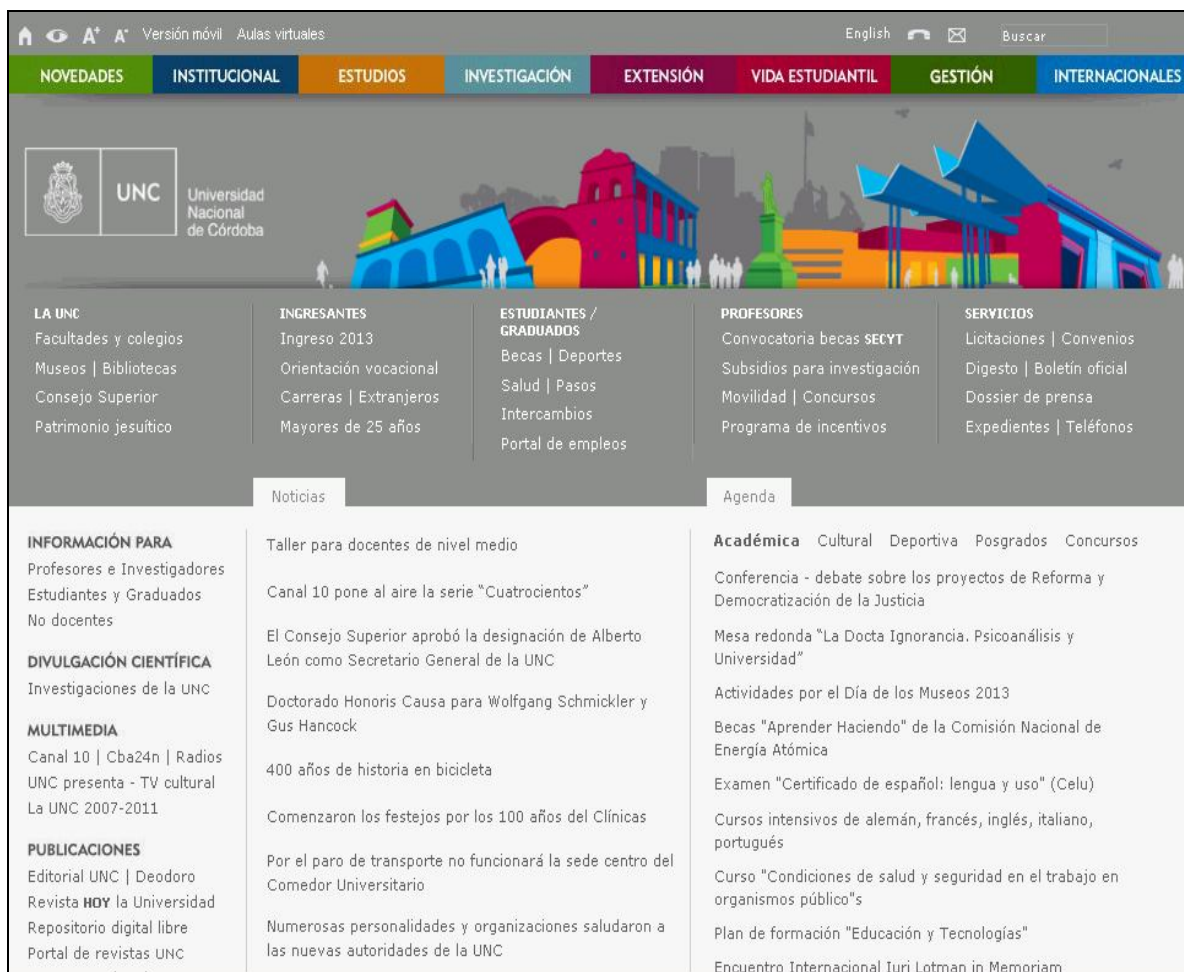 A+ A- Versión móvil Aulas virtuales English Buscar
NOVEDADES INSTITUCIONAL ESTUDIOS INVESTIGACIÓN EXTENSIÓN VIDA ESTUDIANTIL GESTIÓN INTERNACIONALES
UNC
Universidad
Nacional
de Córdoba
LA UNC
Facultades y colegios
Museos | Bibliotecas
Consejo Superior
Patrimonio jesuítico
INGRESANTES
Ingreso 2013
Orientación vocacional
Carreras | Extranjeros
Mayores de 25 años
ESTUDIANTES /
GRADUADOS
Becas | Deportes
Salud | Pasos
Intercambios
Portal de empleos
PROFESORES
Convocatoria becas SECYT
Subsidios para investigación
Movilidad | Concursos
Programa de incentivos
SERVICIOS
Licitaciones | Convenios
Digesto | Boletín oficial
Dossier de prensa
Expedientes | Teléfonos
INFORMACIÓN PARA
Profesores e Investigadores
Estudiantes y Graduados
No docentes
DIVULGACIÓN CIENTÍFICA
Investigaciones de la UNC
MULTIMEDIA
Canal 10 | Cba24n | Radios
UNC presenta - TV cultural
La UNC 2007-2011
PUBLICACIONES
Editorial UNC | Deodoro
Revista HOY la Universidad
Repositorio digital libre
Portal de revistas UNC
Noticias
Taller para docentes de nivel medio
Canal 10 pone al aire la serie “Cuatrocientos”
El Consejo Superior aprobó la designación de Alberto
León como Secretario General de la UNC
Doctorado Honoris Causa para Wolfgang Schmickler y
Gus Hancock
400 años de historia en bicicleta
Comenzaron los festejos por los 100 años del Clínicas
Por el paro de transporte no funcionará la sede centro del
Comedor Universitario
Numerosas personalidades y organizaciones saludaron a
las nuevas autoridades de la UNC
Agenda
Académica Cultural Deportiva Posgrados Concursos
Conferencia - debate sobre los proyectos de Reforma y
Democratización de la Justicia
Mesa redonda “La Docta Ignorancia. Psicoanálisis y
Universidad”
Actividades por el Día de los Museos 2013
Becas "Aprender Haciendo" de la Comisión Nacional de
Energía Atómica
Examen "Certificado de español: lengua y uso" (Celu)
Cursos intensivos de alemán, francés, inglés, italiano,
portugués
Curso "Condiciones de salud y seguridad en el trabajo en
organismos público"s
Plan de formación "Educación y Tecnologías"
Encuentro Internacional Iuri Lotman in Memoriam